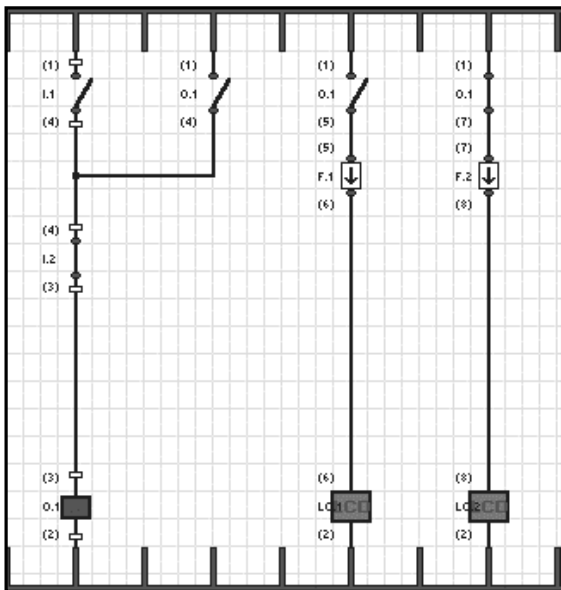 (1) (1) (1) (1)
I.1 O.1 O.1 O.1
(4) (4) (5) (7)
(5) (7)
F.1 F.2
(4) (6) (8)
I.2
(3)
(3) (6) (8)
O.1
(2) (2) (2)